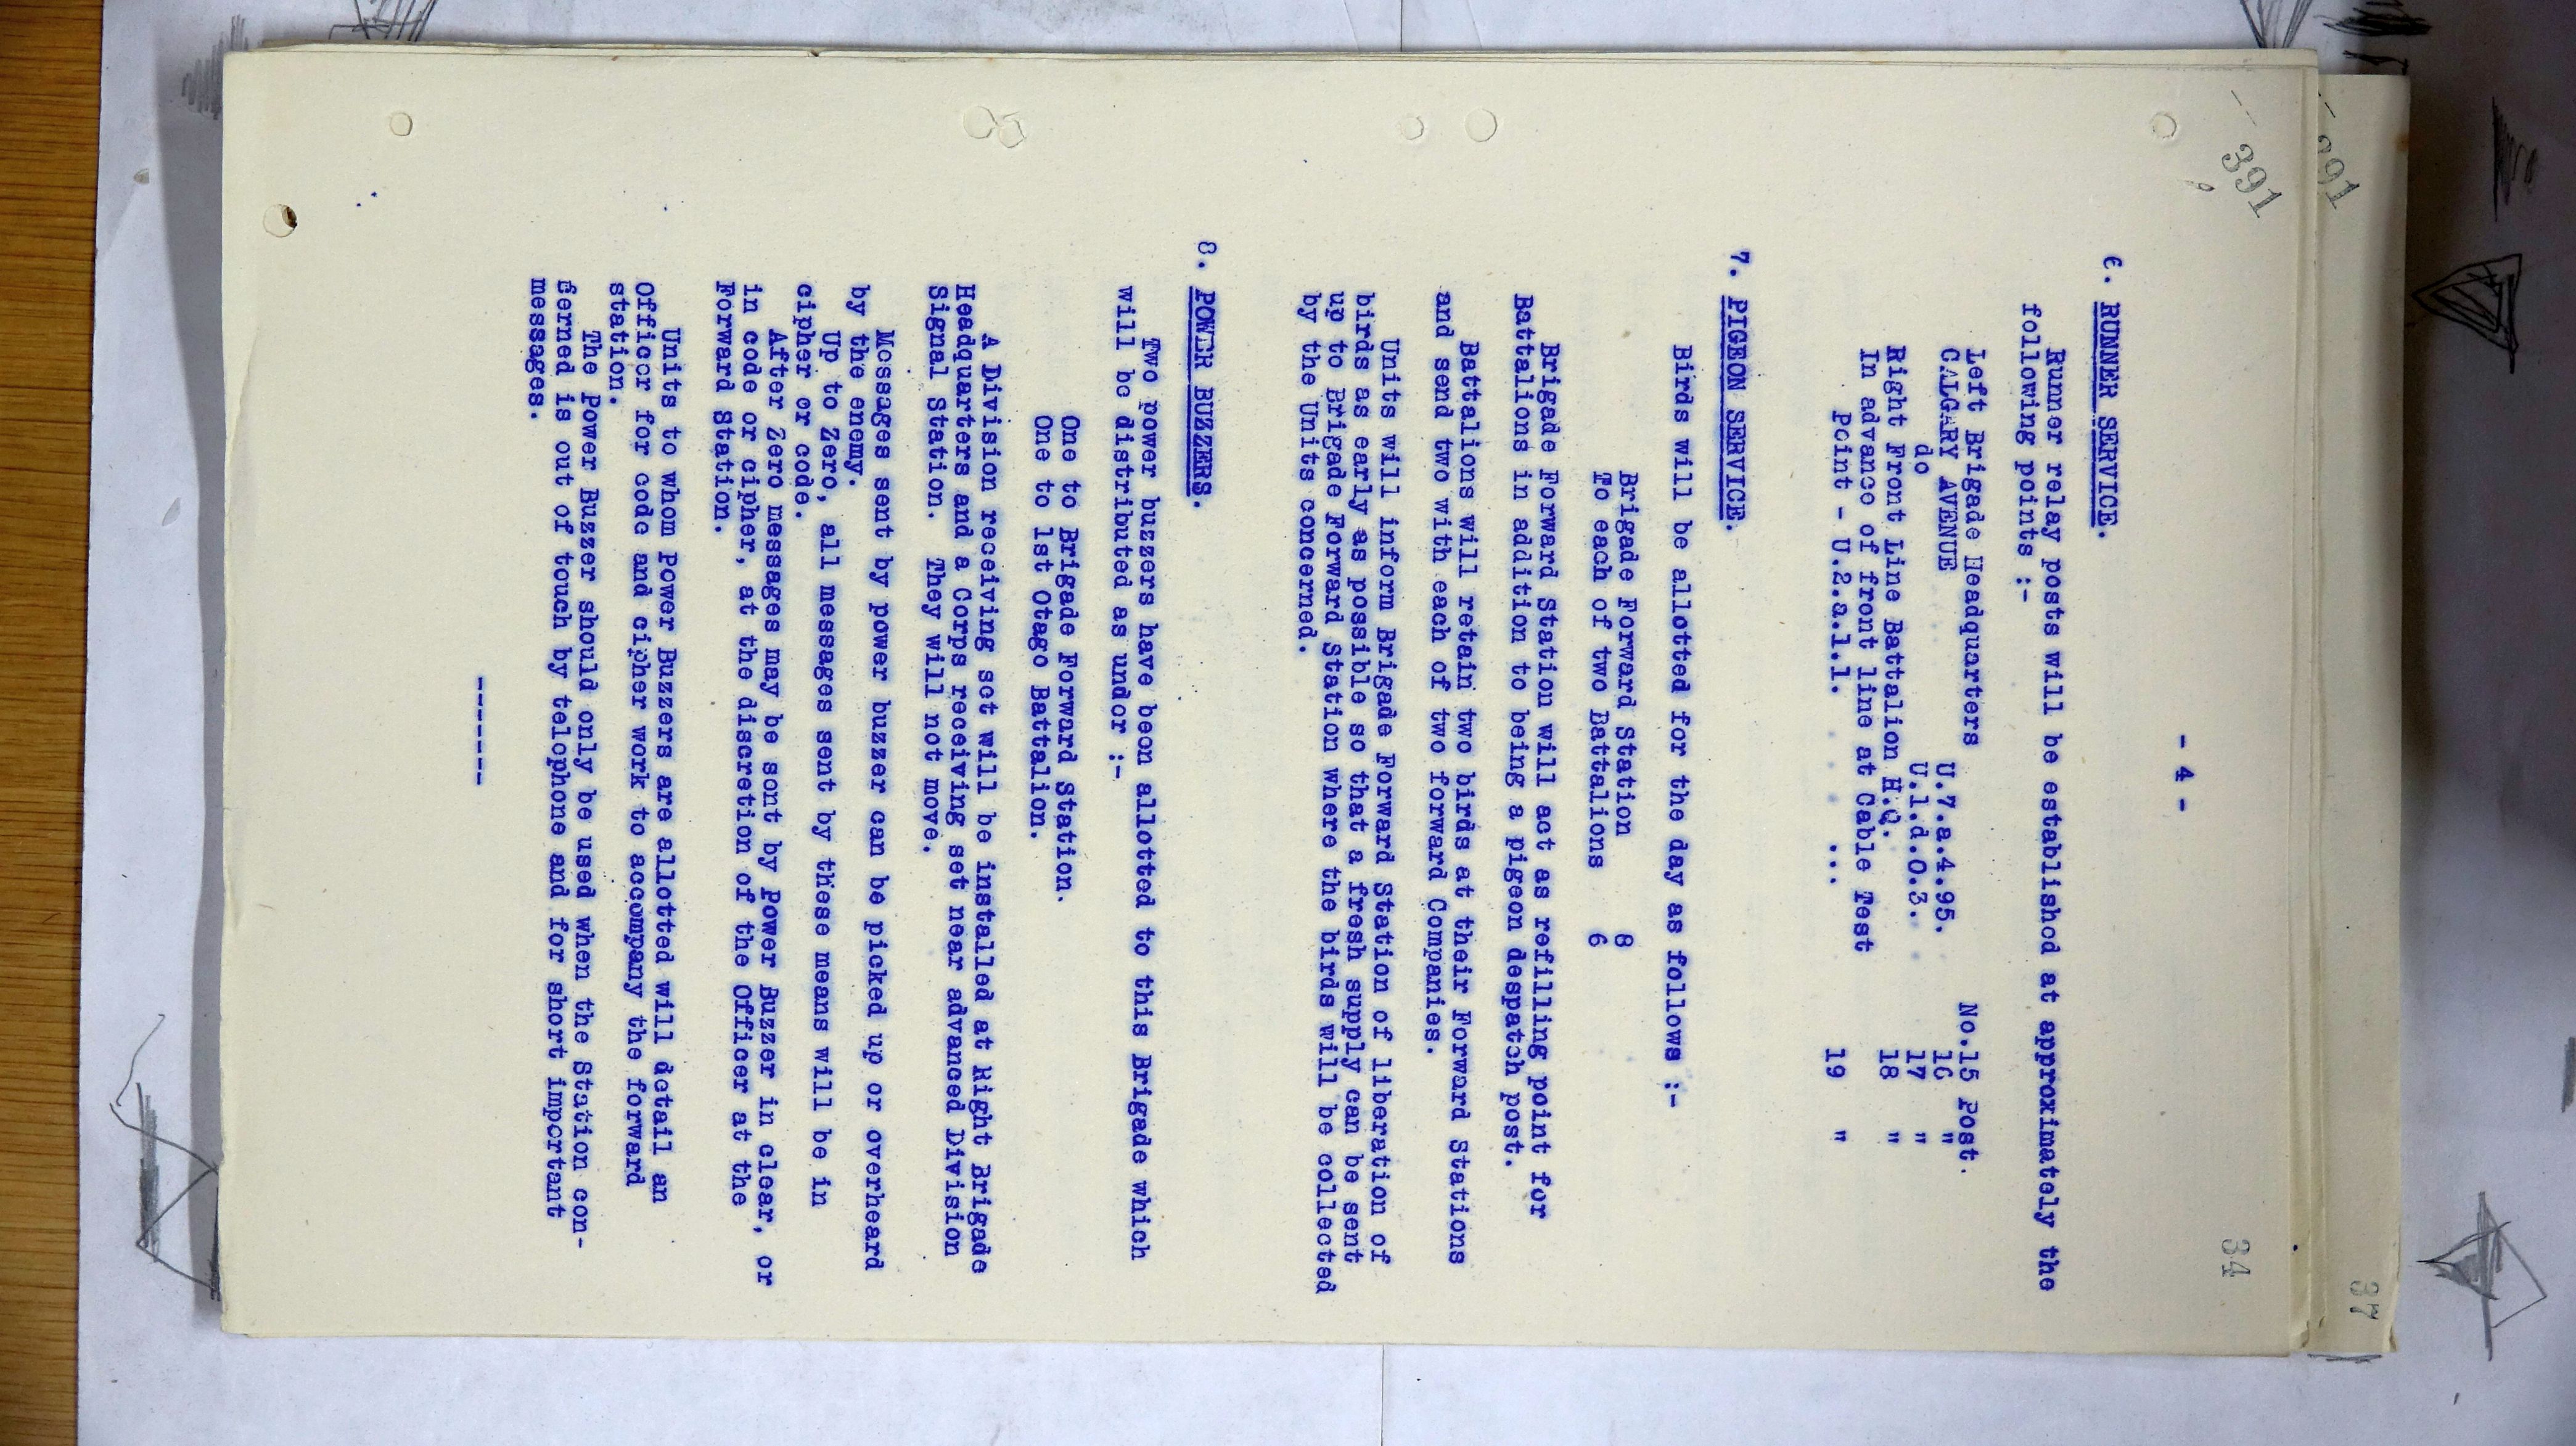 391
34
- 4 -
6. RUNNER SERVICE.
Runner relay posts will be established at approximately the
following points :-
Left Brigade Headquarters No.15 Post.
CALGARY AVENUE U.7.a.4.95. 16 "
do U.1.d.0.3. 17 "
Right Front Line Battalion H.Q. 18 "
In advance of front line at Cable Test
Point - U.2.a.1.1. ... 19 "
7. PIGEON SERVICE.
Birds will be allotted for the day as follows :-
Brigade Forward Station 8
To each of two Battalions 6
Brigade Forward Station will act as refilling point for
Battalions in addition to being a pigeon despatch post.
Battalions will retain two birds at their Forward Stations
and send two with each of two forward Companies.
Units will inform Brigade Forward Station of liberation of
birds as early as possible so that a fresh supply can be sent
up to Brigade Forward Station where the birds will be collected
by the Units concerned.
8. POWER BUZZERS.
Two power buzzers have been allotted to this Brigade which
will be distributed as under :-
One to Brigade Forward Station.
One to 1st Otago Battalion.
A Division receiving set will be installed at Right Brigade
Headquarters and a Corps receiving set near advanced Division
Signal Station. They will not move.
Messages sent by power buzzer can be picked up or overheard
by the enemy.
Up to Zero, all messages sent by these means will be in
cipher or code.
After Zero messages may be sent by Power Buzzer in clear, or
in code or cipher, at the discretion of the Officer at the
Forward Station.
Units to whom Power Buzzers are allotted will detail an
Officer for code and cipher work to accompany the forward
station.
The Power Buzzer should only be used when the Station con-
cerned is out of touch by telephone and for short important
messages.
-------
391
37